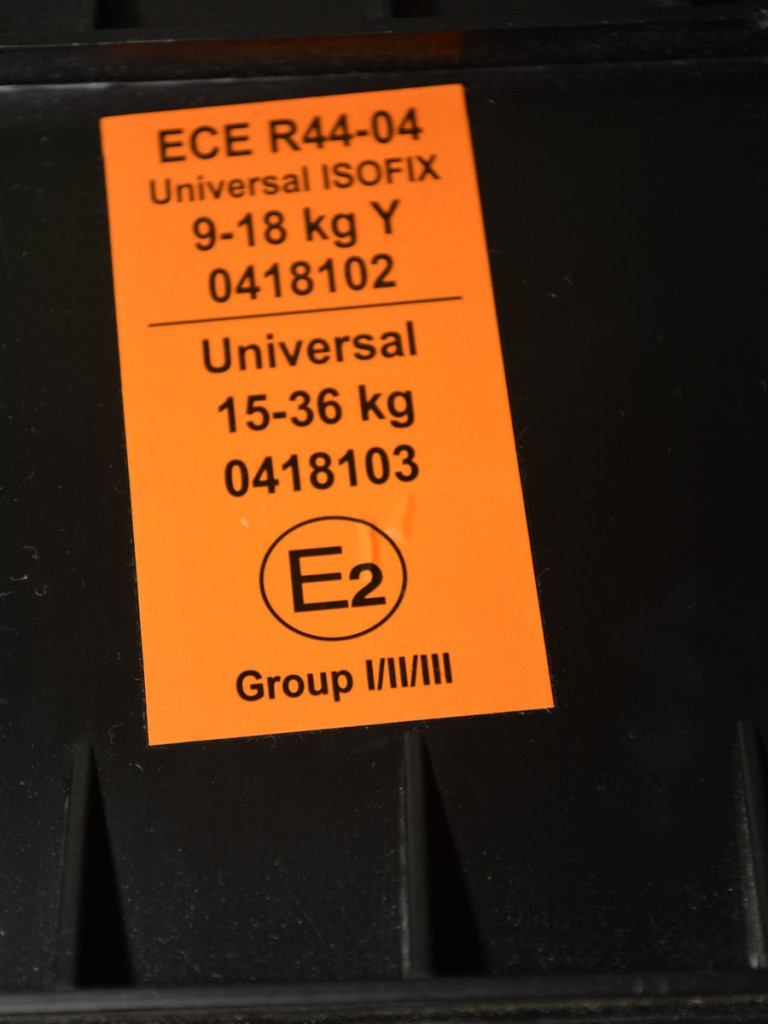 ECE R44-04
Universal ISOFIX
9-18 kg Y
0418102
Universal
15-36 kg
0418103
E2
Group I/II/III